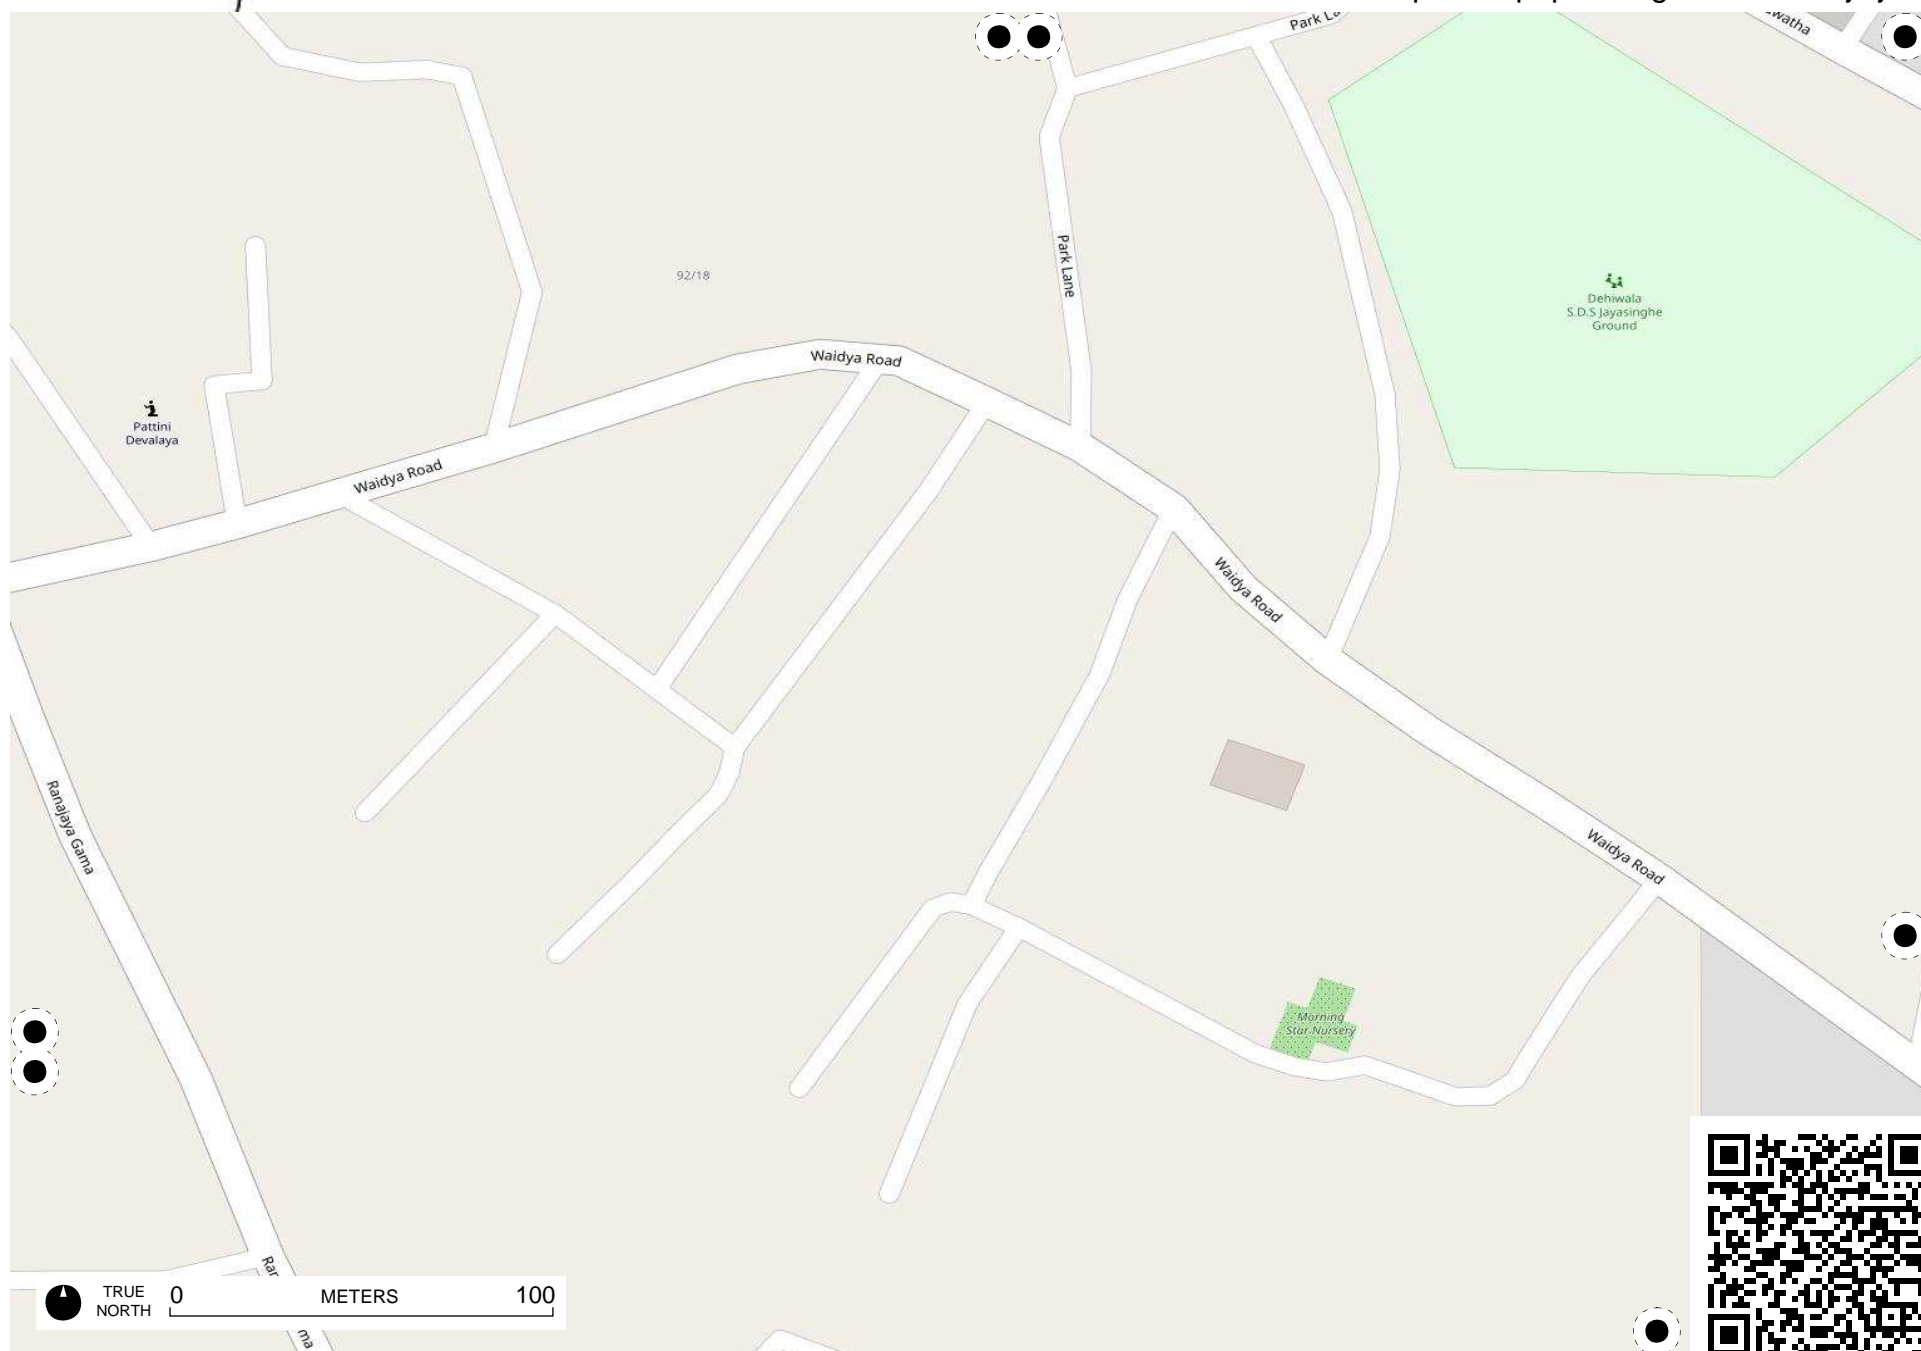 Park
watha
Park Lane
92/18
Dehiwala
S.D.S Jayasinghe
Ground
Waidya Road
Pattini
Devalaya
Waidya Road
Waidya Road
Ranajaya Gama
Waidya Road
Morning
Star Nursery
TRUE
NORTH
0 METERS 100